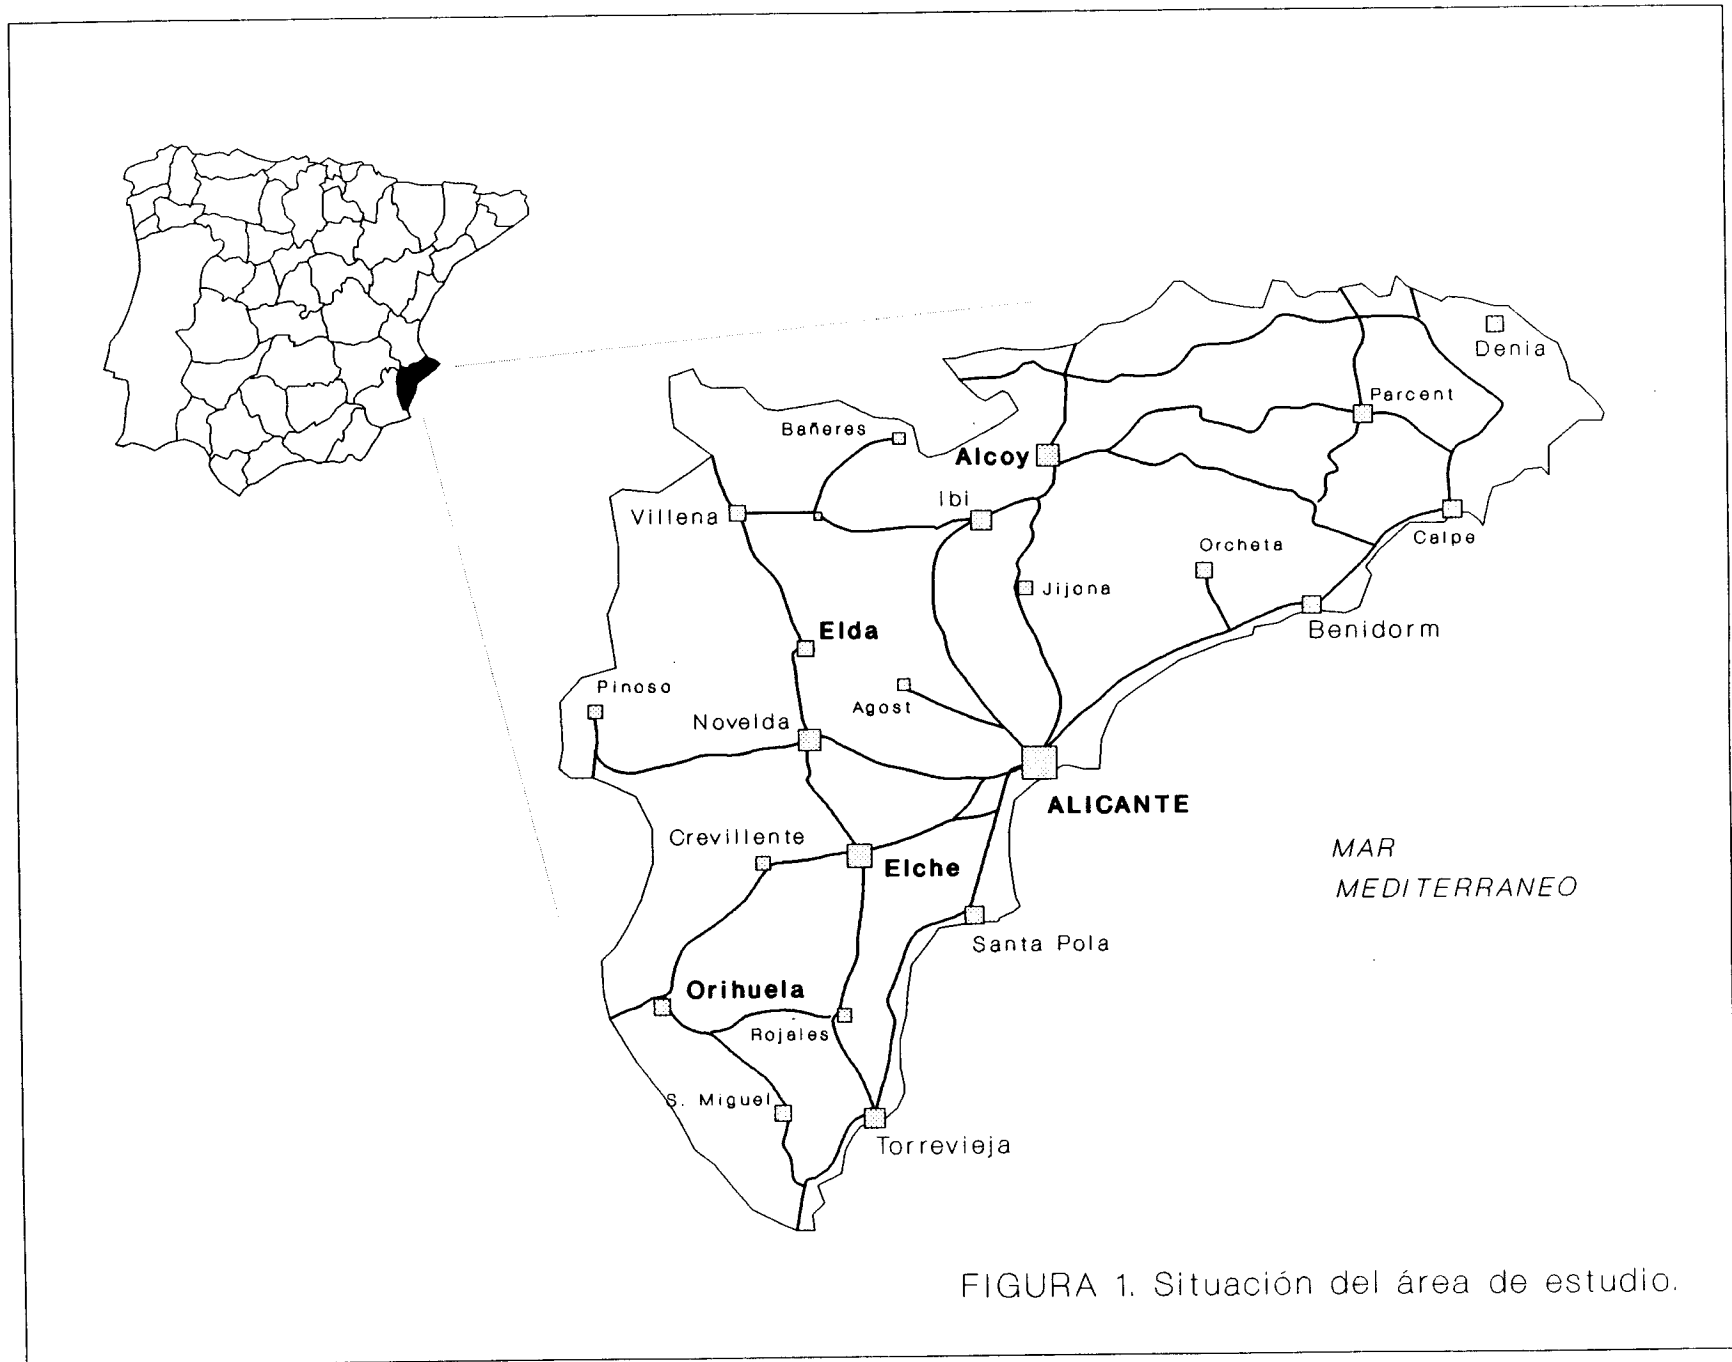 Denia
Parcent
Bañeres
Alcoy
Ibi
Villena
Calpe
Orcheta
Jijona
Benidorm
Elda
Pinoso
Agost
Novelda
ALICANTE
Crevillente
MAR
MEDITERRANEO
Elche
Santa Pola
Orihuela
Rojales
S. Miguel
Torrevieja
FIGURA 1. Situación del área de estudio.